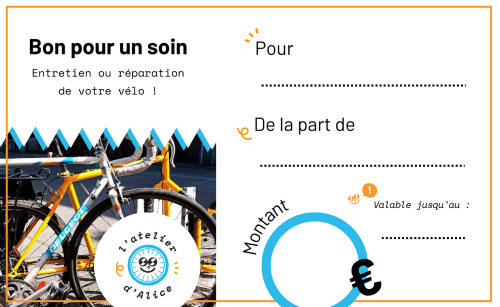 Bon pour un soin
Entretien ou réparation
de votre vélo !
l'atelier
d'Alice
Pour
De la part de
Valable jusqu'au :
Montant
€